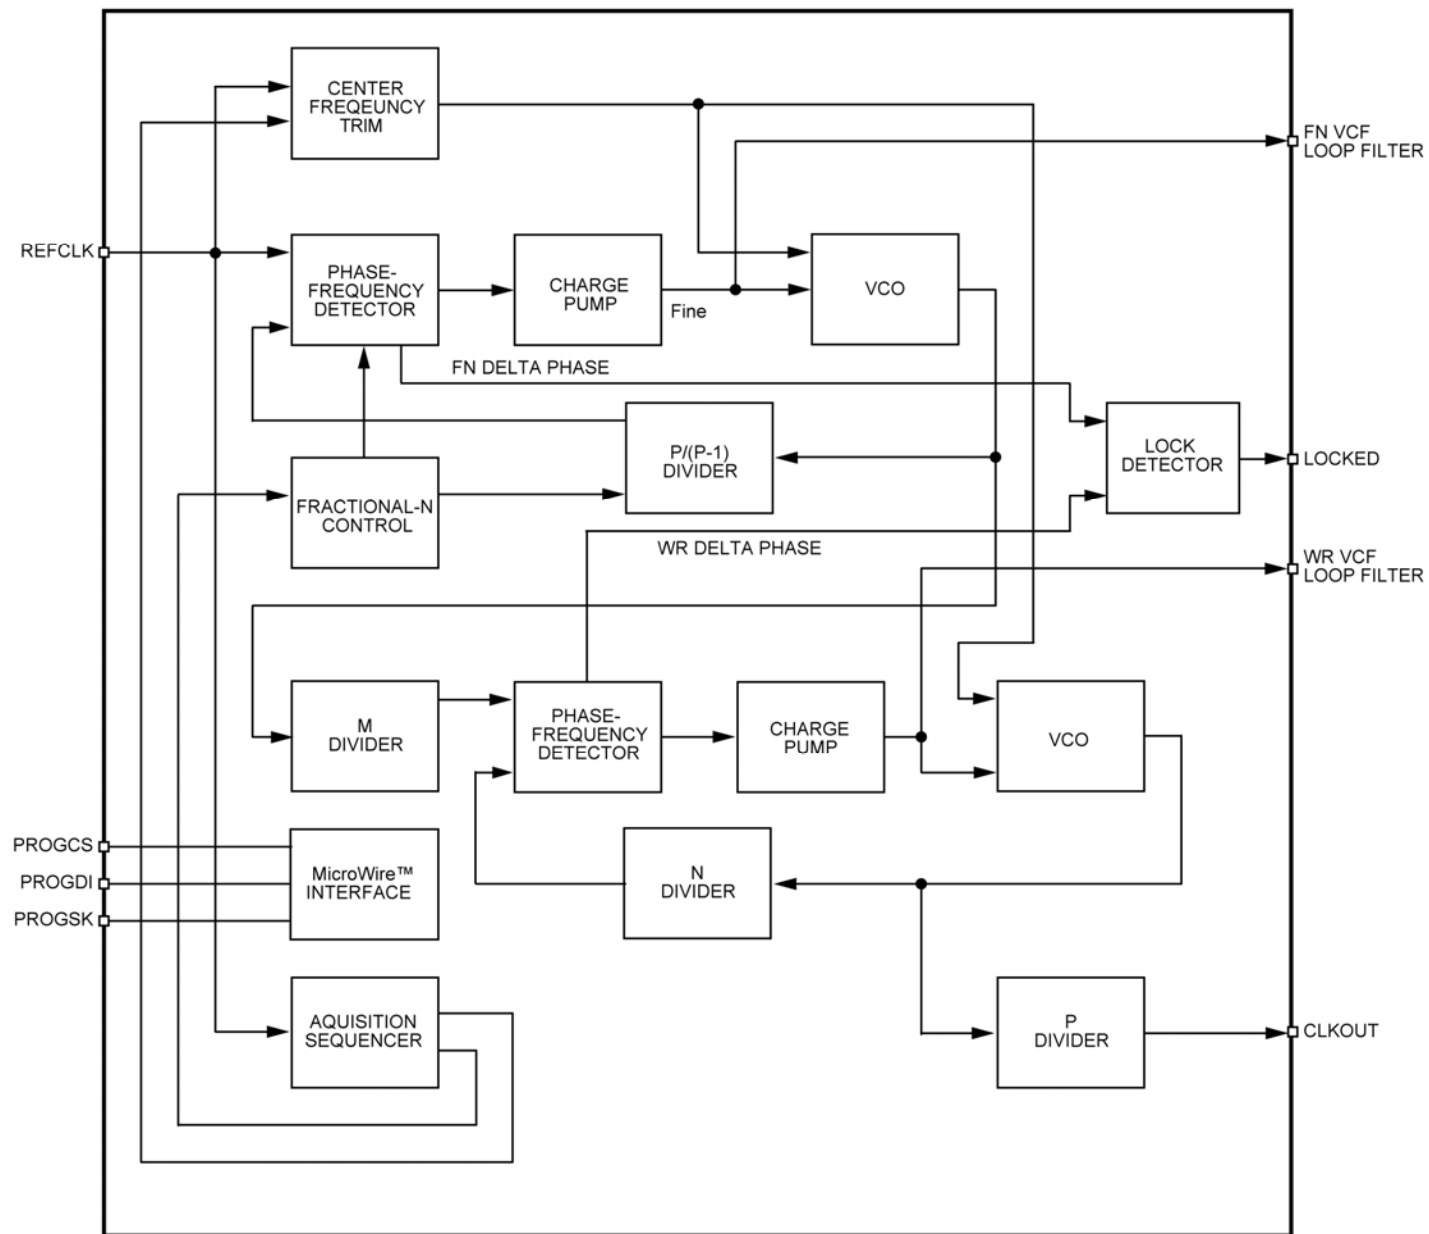 CENTER
FREQEUNCY
TRIM
FN VCF
LOOP FILTER
REFCLK
PHASE-
FREQUENCY
DETECTOR
CHARGE
PUMP
Fine
VCO
FN DELTA PHASE
P/(P-1)
DIVIDER
LOCK
DETECTOR
LOCKED
FRACTIONAL-N
CONTROL
WR DELTA PHASE
WR VCF
LOOP FILTER
M
DIVIDER
PHASE-
FREQUENCY
DETECTOR
CHARGE
PUMP
VCO
PROGCS
PROGDI
PROGSK
MicroWire™
INTERFACE
N
DIVIDER
AQUISITION
SEQUENCER
P
DIVIDER
CLKOUT